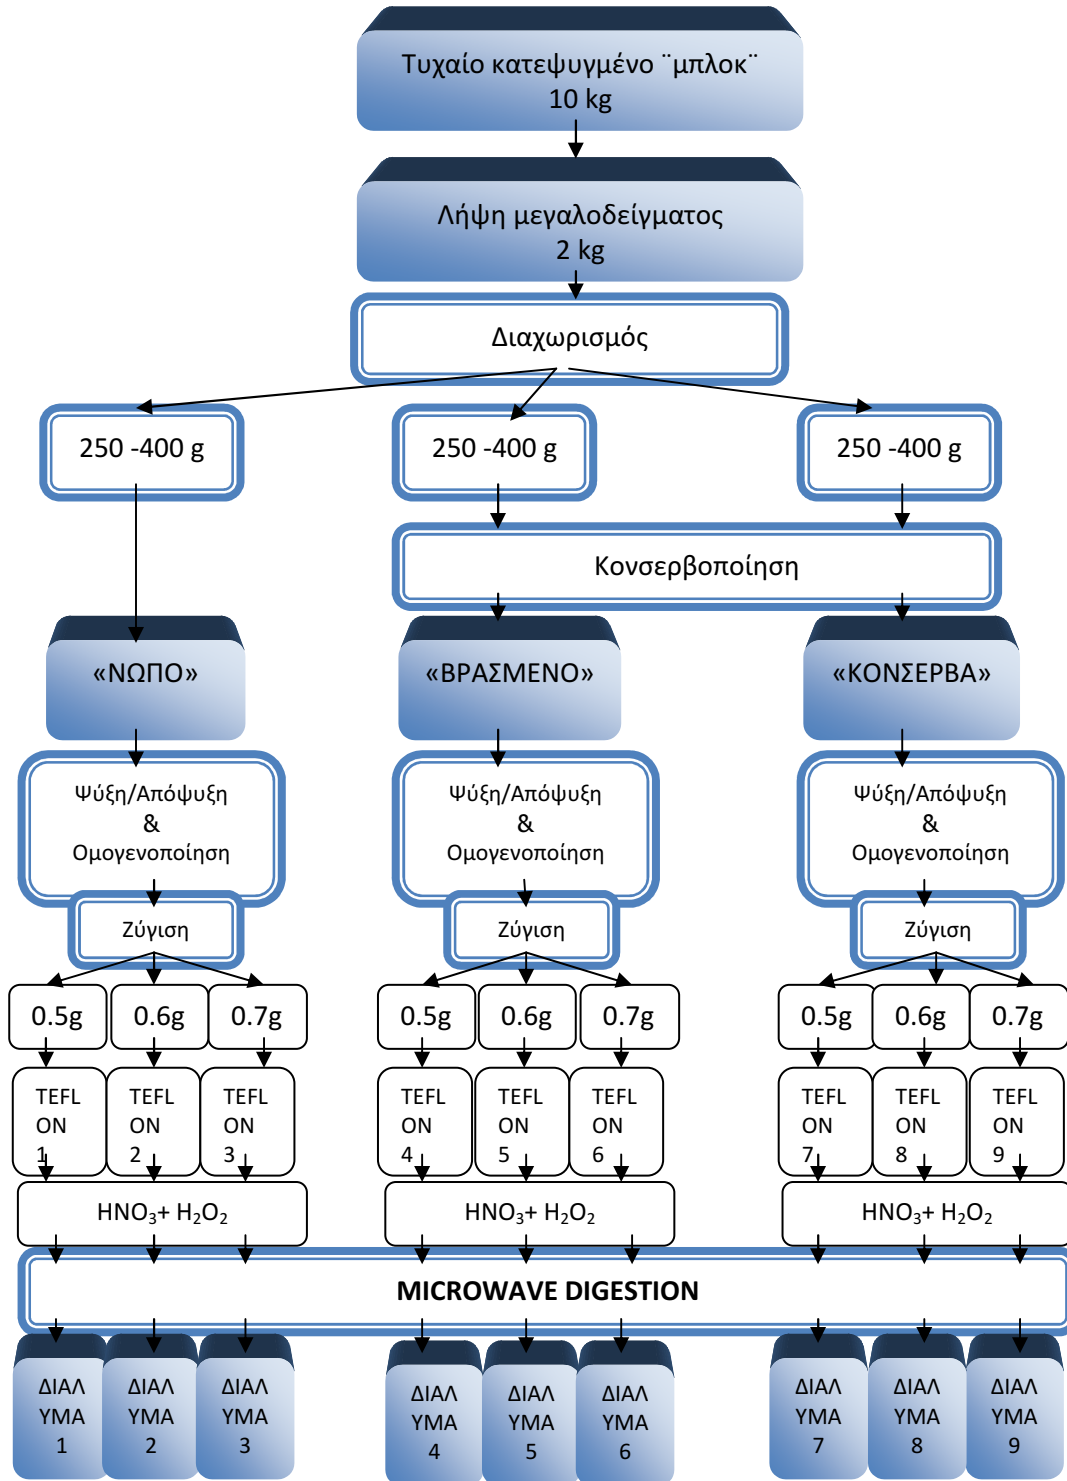 Τυχαίο κατεψυγμένο ¨μπλοκ¨
10 kg
Λήψη μεγαλοδείγματος
2 kg
Διαχωρισμός
250 -400 g
250 -400 g
250 -400 g
Κονσερβοποίηση
«ΝΩΠΟ»
«ΒΡΑΣΜΕΝΟ»
«ΚΟΝΣΕΡΒΑ»
Ψύξη/Απόψυξη
&
Ομογενοποίηση
Ψύξη/Απόψυξη
&
Ομογενοποίηση
Ψύξη/Απόψυξη
&
Ομογενοποίηση
Ζύγιση
Ζύγιση
Ζύγιση
0.5g
0.6g
0.7g
0.5g
0.6g
0.7g
0.5g
0.6g
0.7g
TEFL
ON
1
TEFL
ON
2
TEFL
ON
3
TEFL
ON
4
TEFL
ON
5
TEFL
ON
6
TEFL
ON
7
TEFL
ON
8
TEFL
ON
9
HNO₃+ H₂O₂
HNO₃+ H₂O₂
HNO₃+ H₂O₂
MICROWAVE DIGESTION
ΔΙΑΛ
ΥΜΑ
1
ΔΙΑΛ
ΥΜΑ
2
ΔΙΑΛ
ΥΜΑ
3
ΔΙΑΛ
ΥΜΑ
4
ΔΙΑΛ
ΥΜΑ
5
ΔΙΑΛ
ΥΜΑ
6
ΔΙΑΛ
ΥΜΑ
7
ΔΙΑΛ
ΥΜΑ
8
ΔΙΑΛ
ΥΜΑ
9